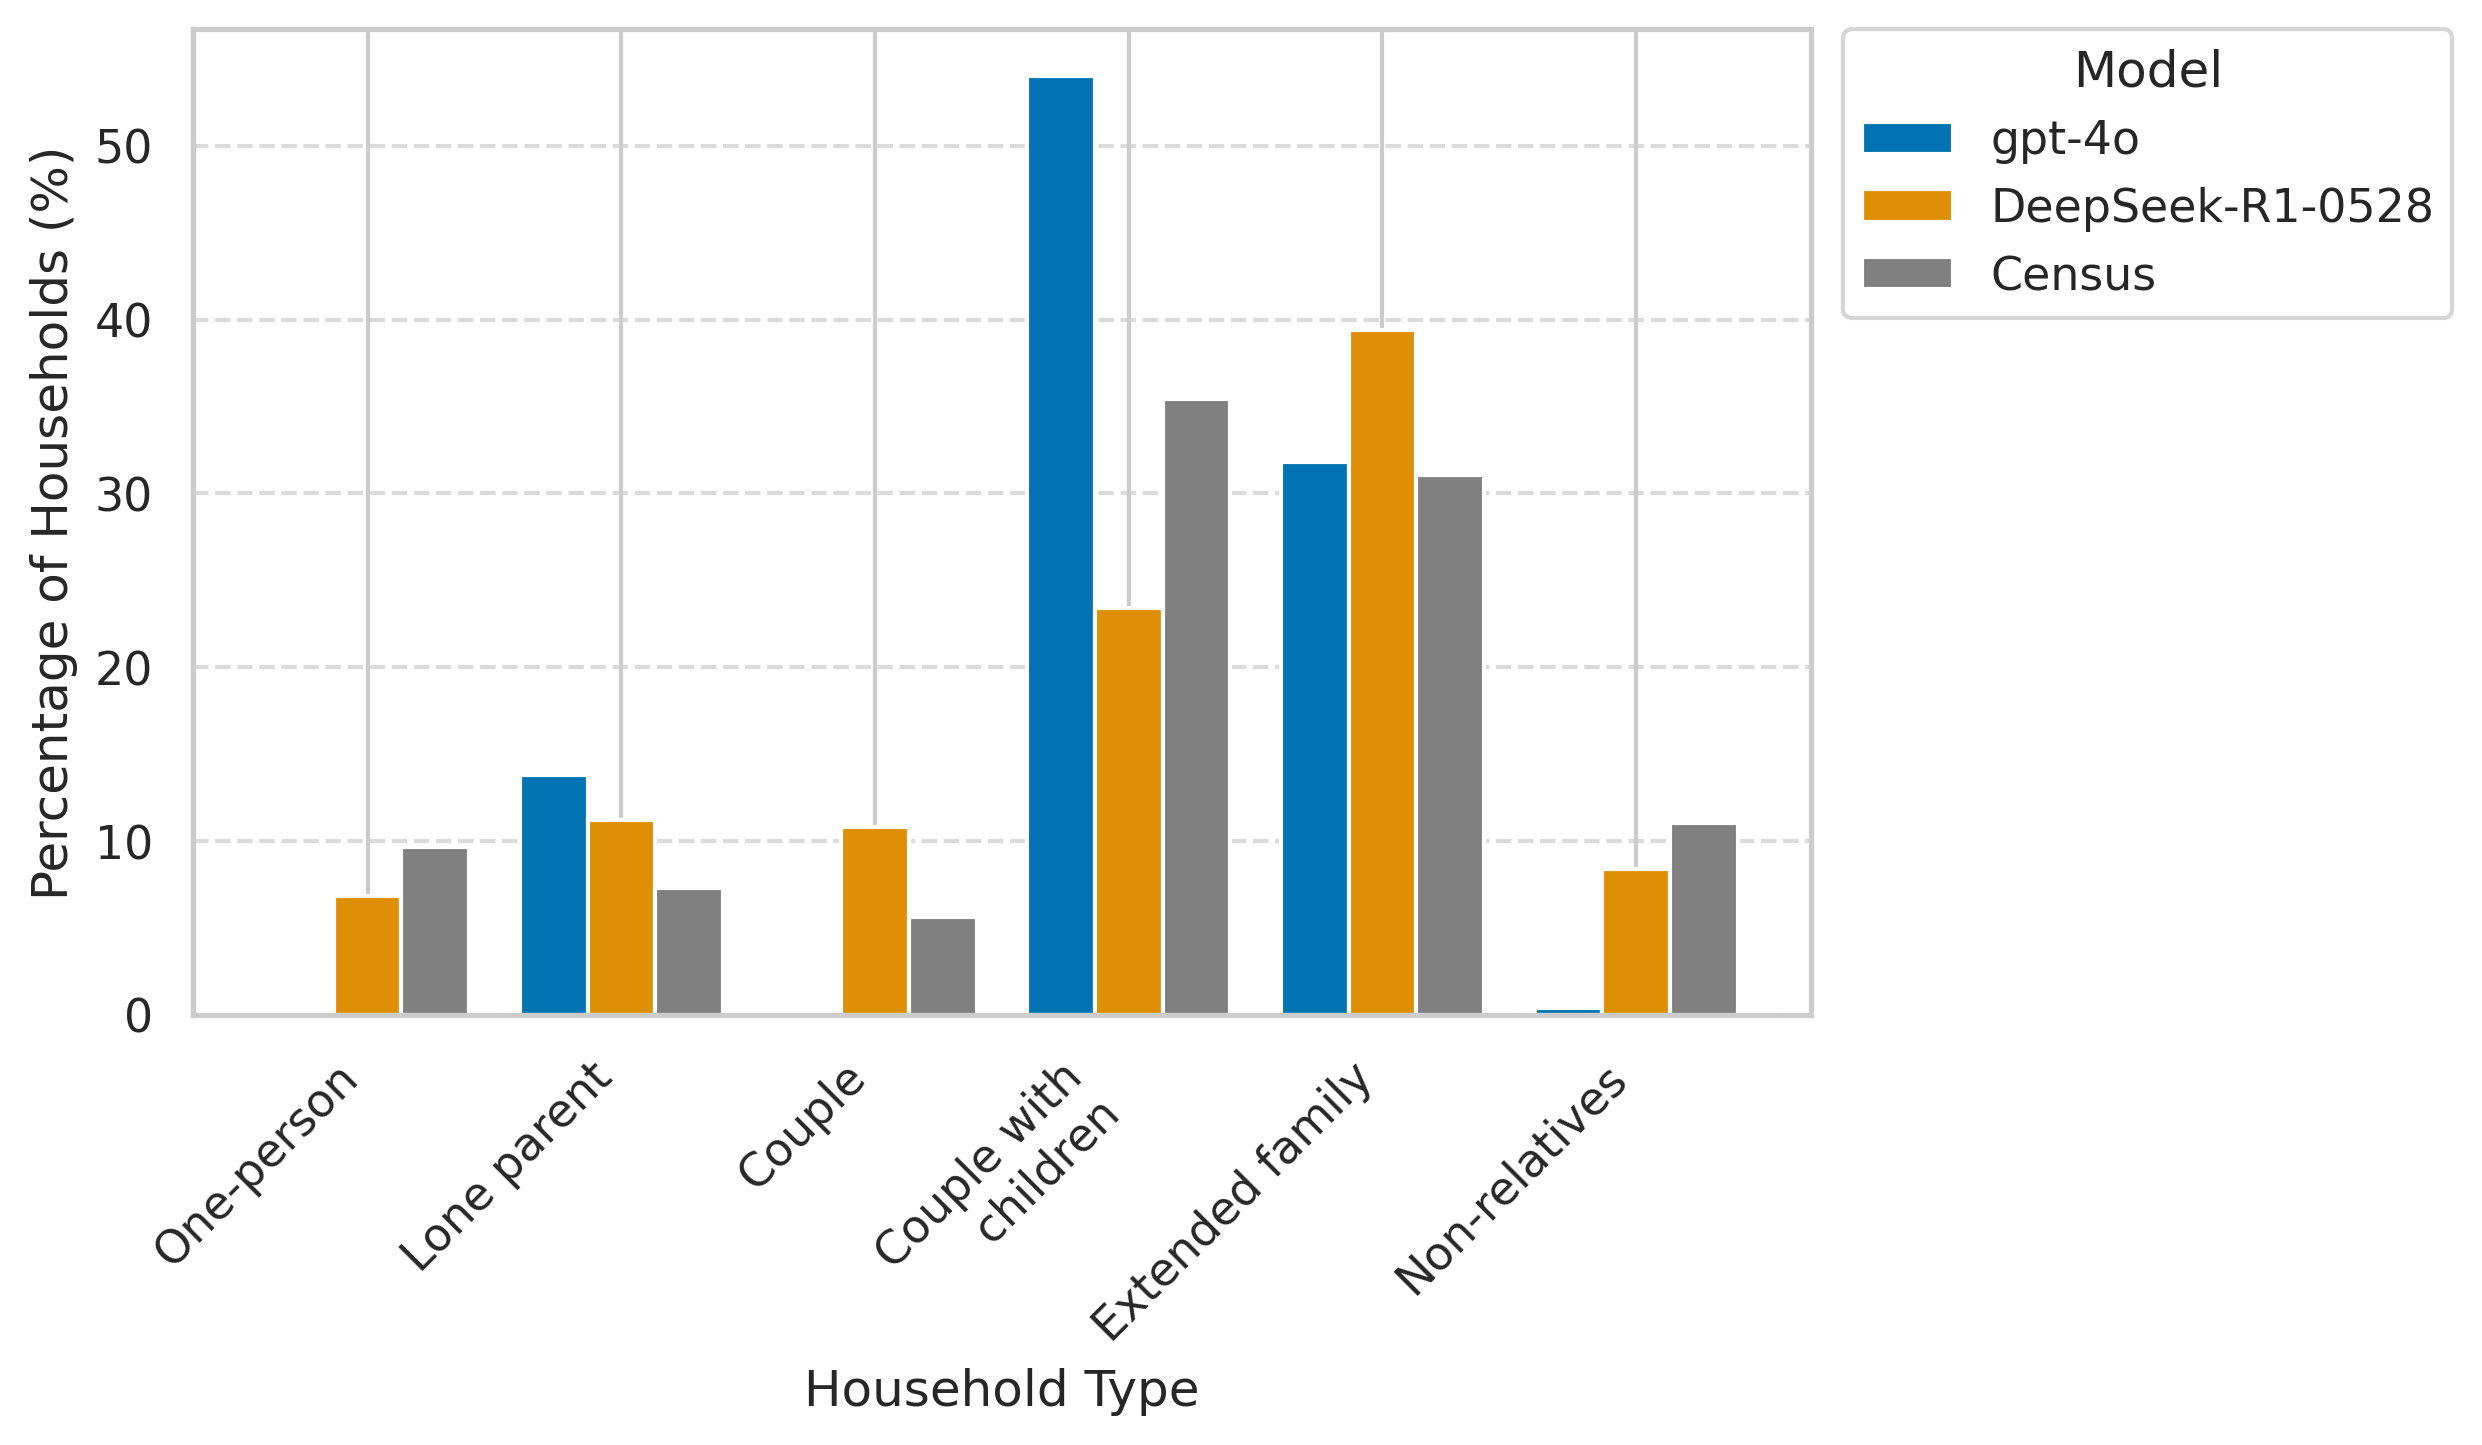 Percentage of Households (%)
50
40
30
20
10
0
One-person
Lone parent
Couple
Couple with
children
Extended family
Non-relatives
Household Type
Model
gpt-4o
DeepSeek-R1-0528
Census